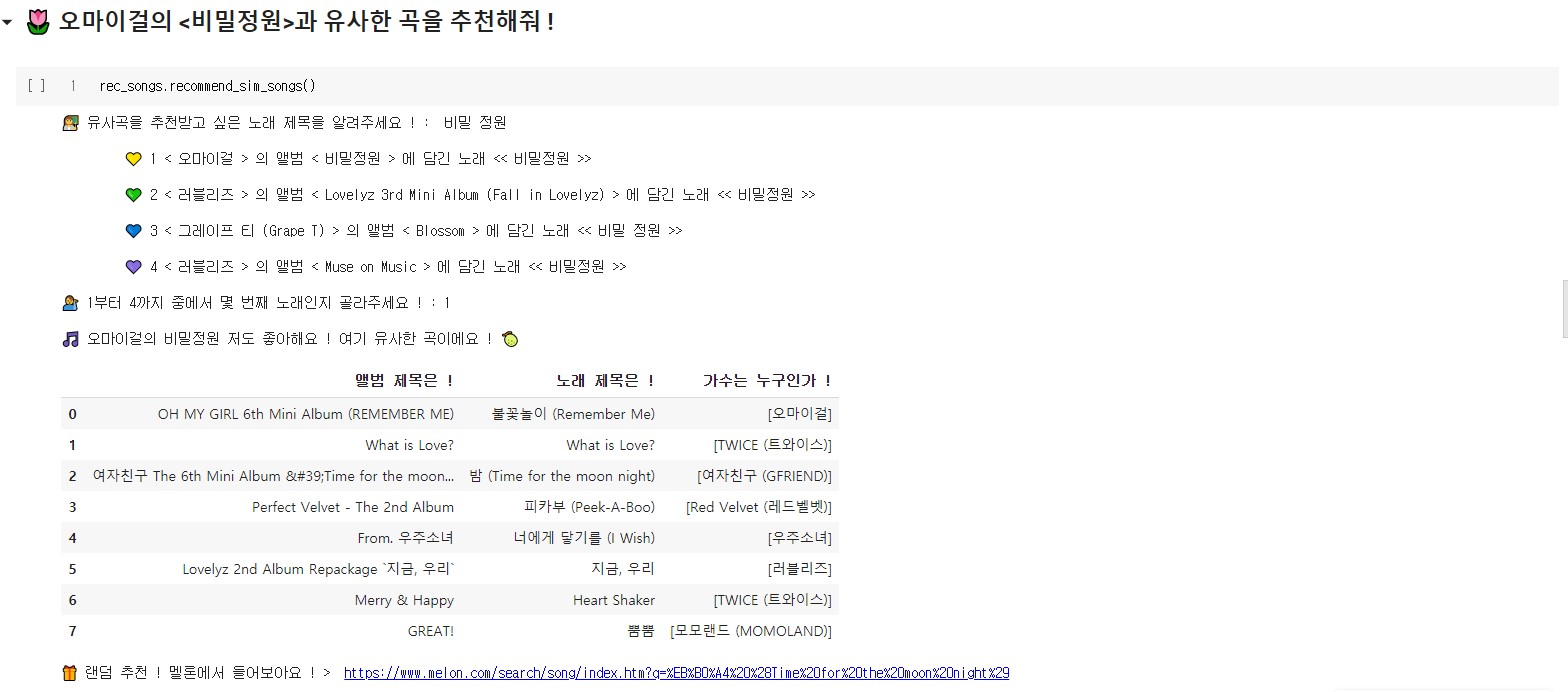 오마이걸의 <비밀정원>과 유사한 곡을 추천해줘 !
[ ] 1 rec_songs.recommend_sim_songs()
유사곡을 추천받고 싶은 노래 제목을 알려주세요 ! : 비밀 정원
1 < 오마이걸 > 의 앨범 < 비밀정원 > 에 담긴 노래 << 비밀정원 >>
2 < 러블리즈 > 의 앨범 < Lovelyz 3rd Mini Album (Fall in Lovelyz) > 에 담긴 노래 << 비밀정원 >>
3 < 그레이프 티 (Grape T) > 의 앨범 < Blossom > 에 담긴 노래 << 비밀 정원 >>
4 < 러블리즈 > 의 앨범 < Muse on Music > 에 담긴 노래 << 비밀정원 >>
1부터 4까지 중에서 몇 번째 노래인지 골라주세요 ! : 1
오마이걸의 비밀정원 저도 좋아해요 ! 여기 유사한 곡이에요 !
앨범 제목은 ! 노래 제목은 ! 가수는 누구인가 !
0 OH MY GIRL 6th Mini Album (REMEMBER ME) 불꽃놀이 (Remember Me) [오마이걸]
1 What is Love? What is Love? [TWICE (트와이스)]
2 여자친구 The 6th Mini Album &#39;Time for the moon... 밤 (Time for the moon night) [여자친구 (GFRIEND)]
3 Perfect Velvet - The 2nd Album 피카부 (Peek-A-Boo) [Red Velvet (레드벨벳)]
4 From. 우주소녀 너에게 닿기를 (I Wish) [우주소녀]
5 Lovelyz 2nd Album Repackage `지금, 우리` 지금, 우리 [러블리즈]
6 Merry & Happy Heart Shaker [TWICE (트와이스)]
7 GREAT! 뿜뿜 [모모랜드 (MOMOLAND)]
랜덤 추천 ! 멜론에서 들어보아요 ! > https://www.melon.com/search/song/index.htm?q=%EB%B0%A4%20%28Time%20for%20the%20moon%20night%29